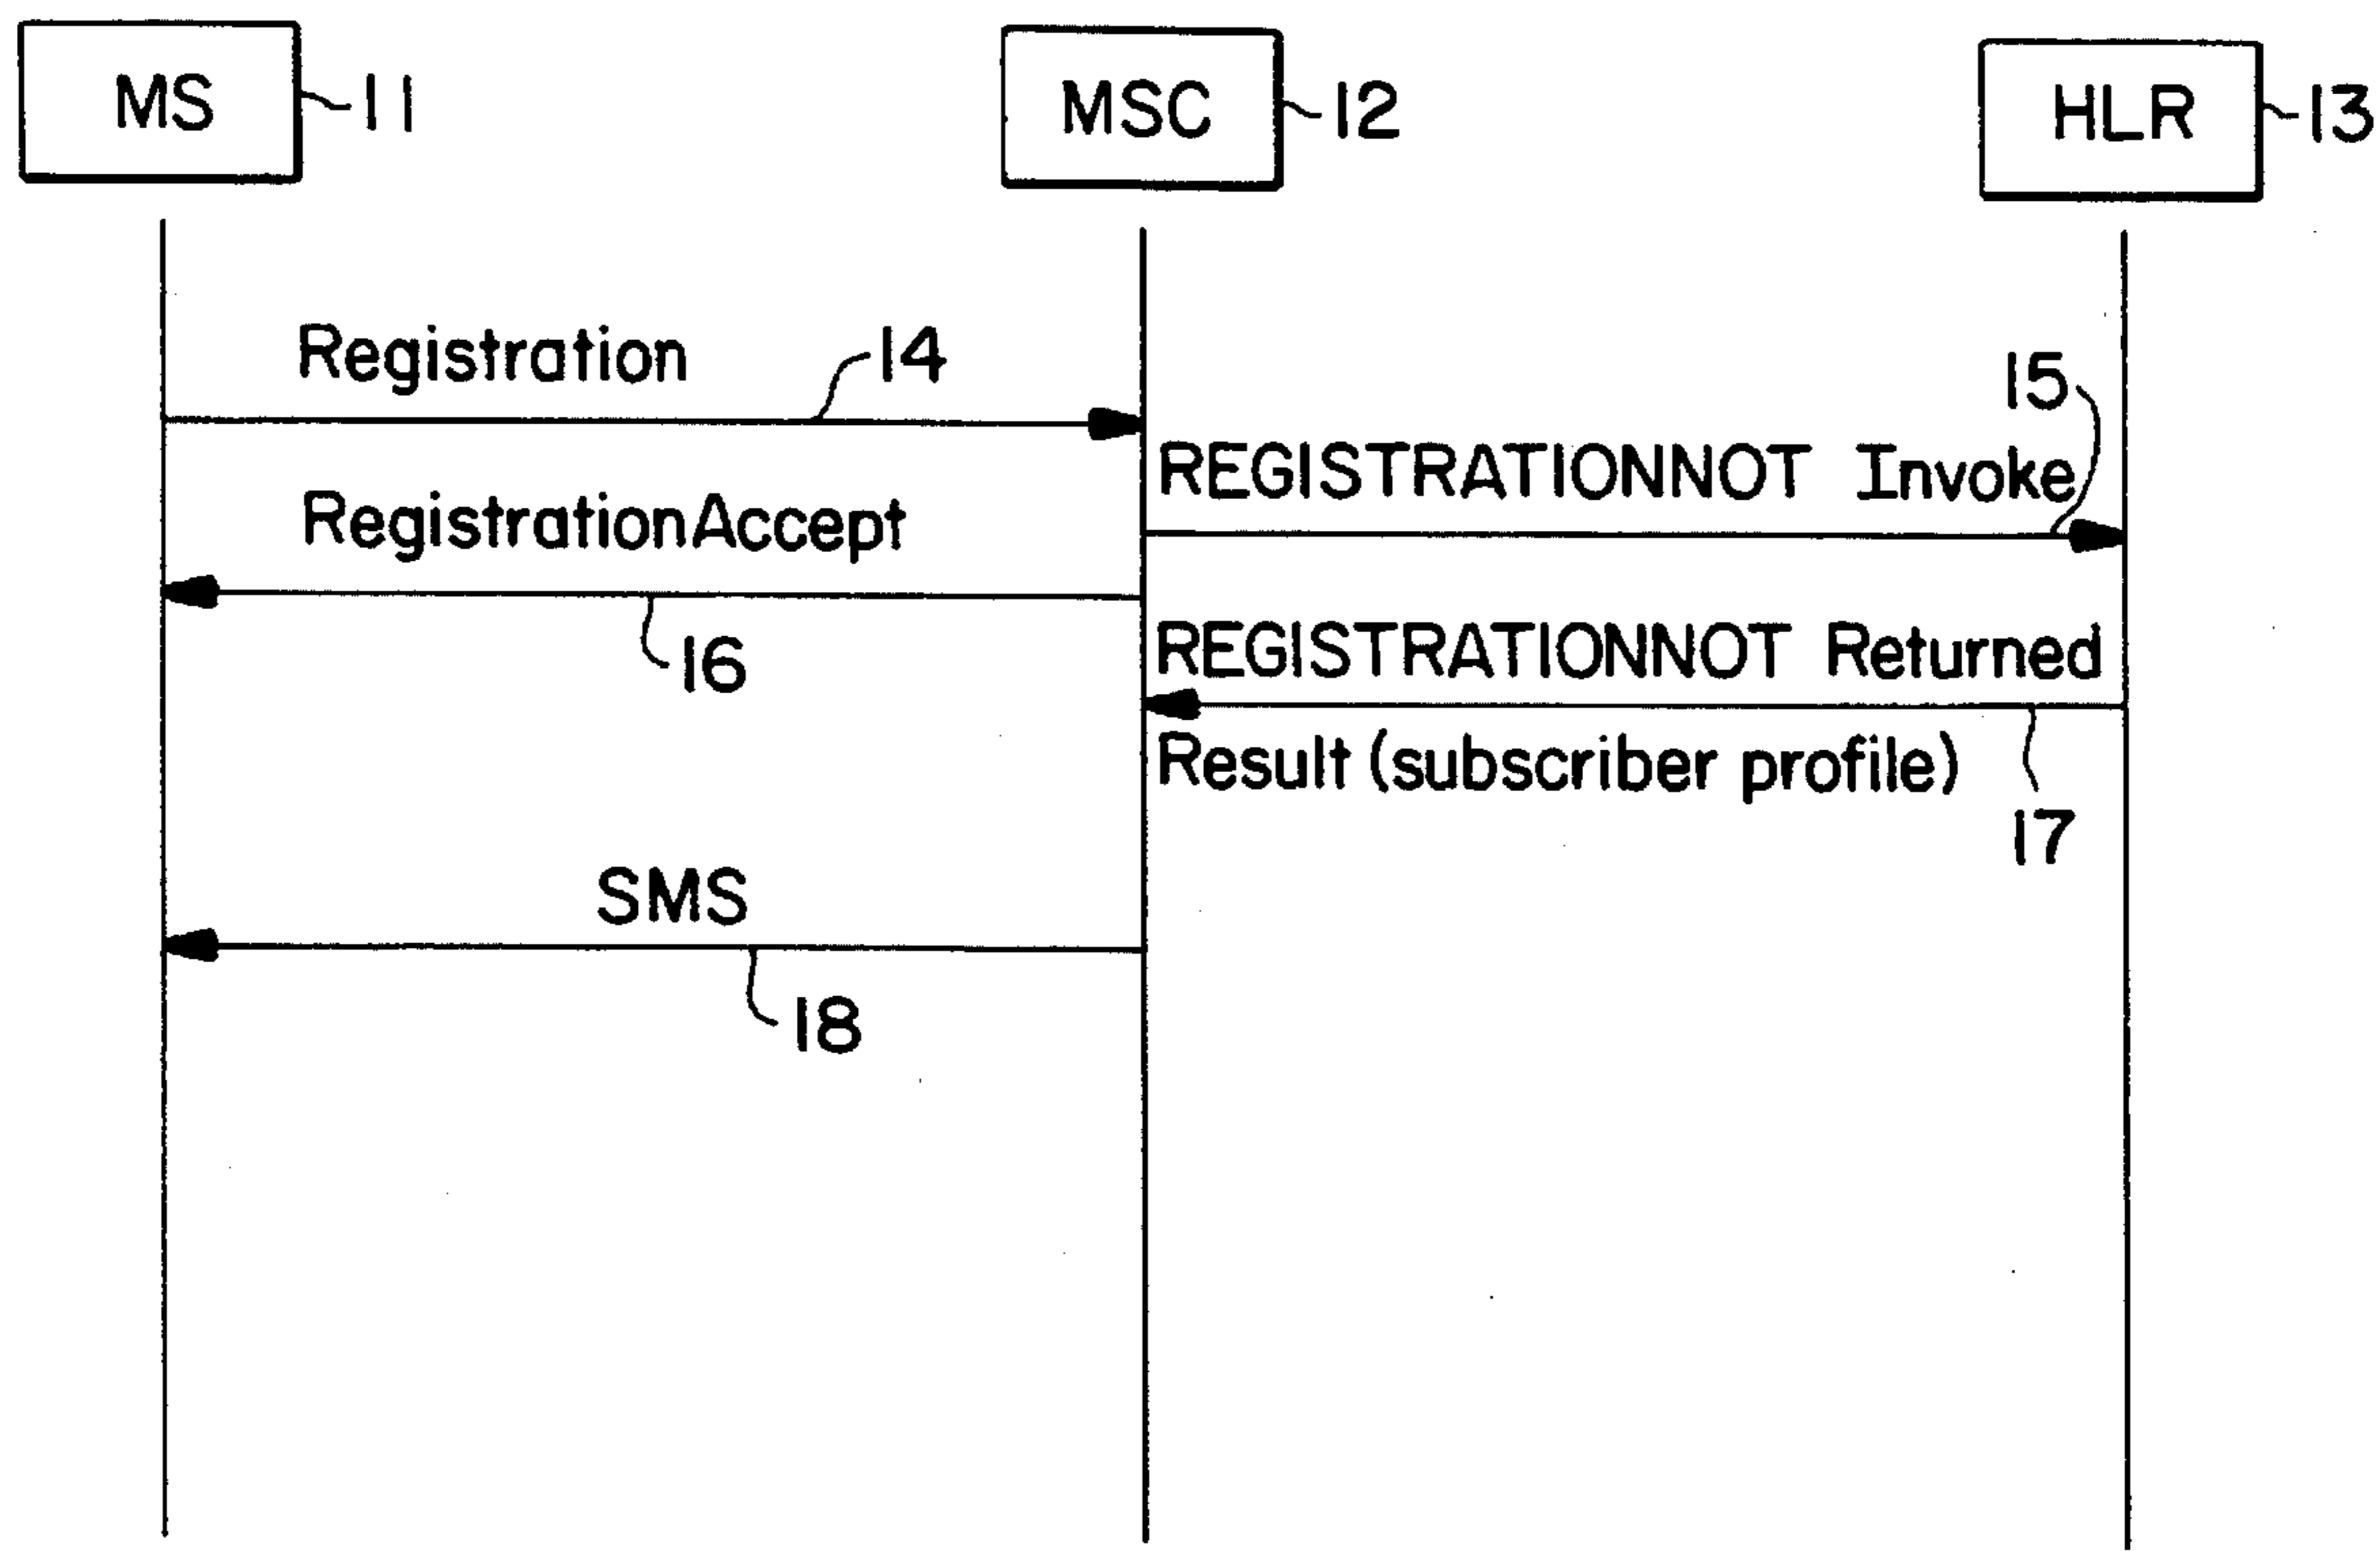 MS 11
MSC 12
HLR 13
Registration 14
15
REGISTRATIONNOT Invoke
RegistrationAccept
16
REGISTRATIONNOT Returned
Result (subscriber profile)
17
SMS
18